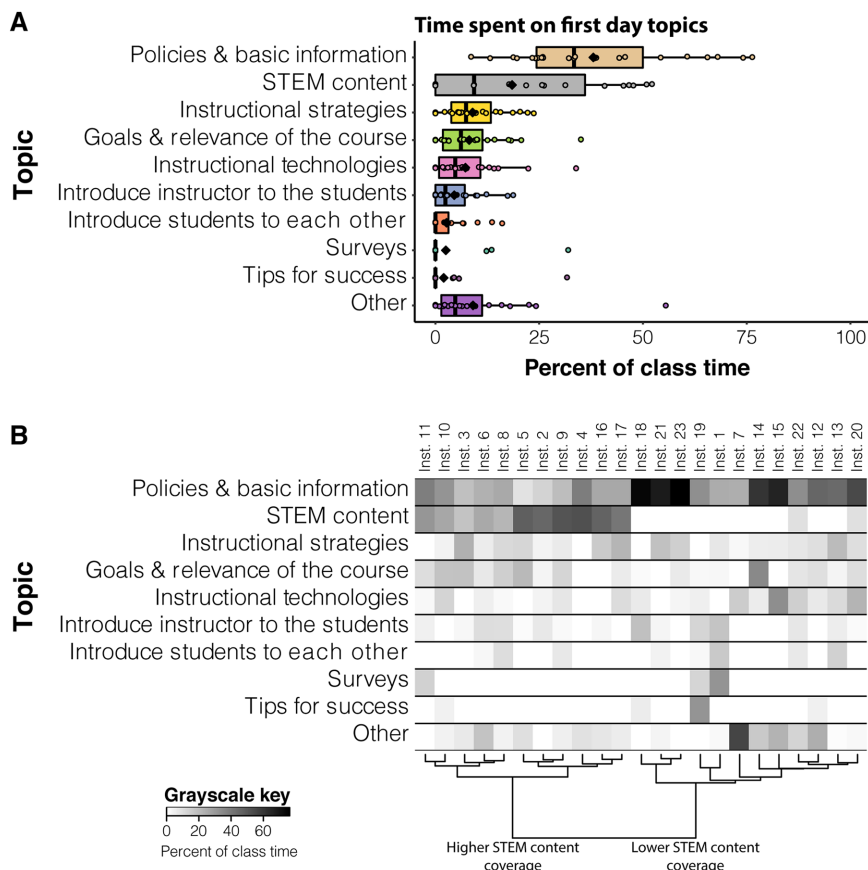 A
Time spent on first day topics
Topic
Policies & basic information
STEM content
Instructional strategies
Goals & relevance of the course
Instructional technologies
Introduce instructor to the students
Introduce students to each other
Surveys
Tips for success
Other
0 25 50 75 100
Percent of class time
B
Inst. 11 Inst. 10 Inst. 3 Inst. 6 Inst. 8 Inst. 5 Inst. 2 Inst. 9 Inst. 4 Inst. 16 Inst. 17 Inst. 18 Inst. 21 Inst. 23 Inst. 19 Inst. 1 Inst. 7 Inst. 14 Inst. 15 Inst. 22 Inst. 12 Inst. 13 Inst. 20
Topic
Policies & basic information
STEM content
Instructional strategies
Goals & relevance of the course
Instructional technologies
Introduce instructor to the students
Introduce students to each other
Surveys
Tips for success
Other
Grayscale key
0 20 40 60
Percent of class time
Higher STEM content
coverage
Lower STEM content
coverage